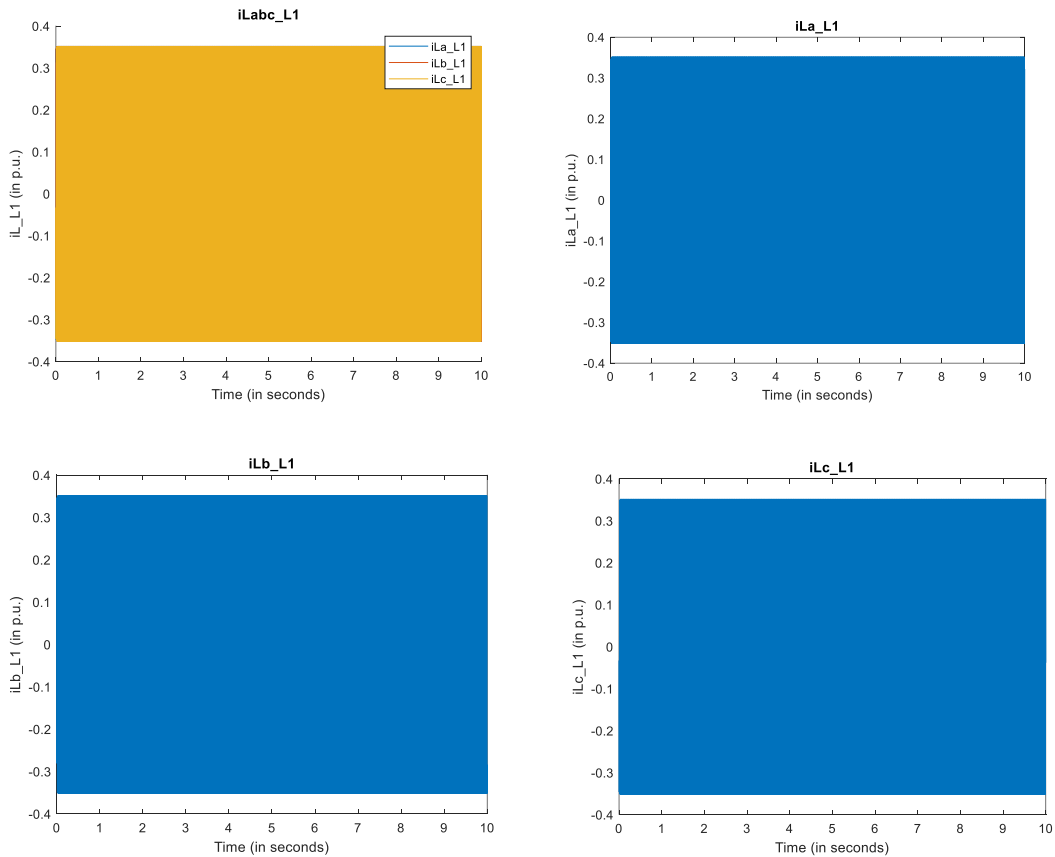 iLabc_L1
0.4
0.3
0.2
0.1
0
-0.1
-0.2
-0.3
-0.4
iL_L1 (in p.u.)
iLa_L1
iLb_L1
iLc_L1
0 1 2 3 4 5 6 7 8 9 10
Time (in seconds)
iLa_L1
0.4
0.3
0.2
0.1
0
-0.1
-0.2
-0.3
-0.4
iLa_L1 (in p.u.)
0 1 2 3 4 5 6 7 8 9 10
Time (in seconds)
iLb_L1
0.4
0.3
0.2
0.1
0
-0.1
-0.2
-0.3
-0.4
iLb_L1 (in p.u.)
0 1 2 3 4 5 6 7 8 9 10
Time (in seconds)
iLc_L1
0.4
0.3
0.2
0.1
0
-0.1
-0.2
-0.3
-0.4
iLc_L1 (in p.u.)
0 1 2 3 4 5 6 7 8 9 10
Time (in seconds)